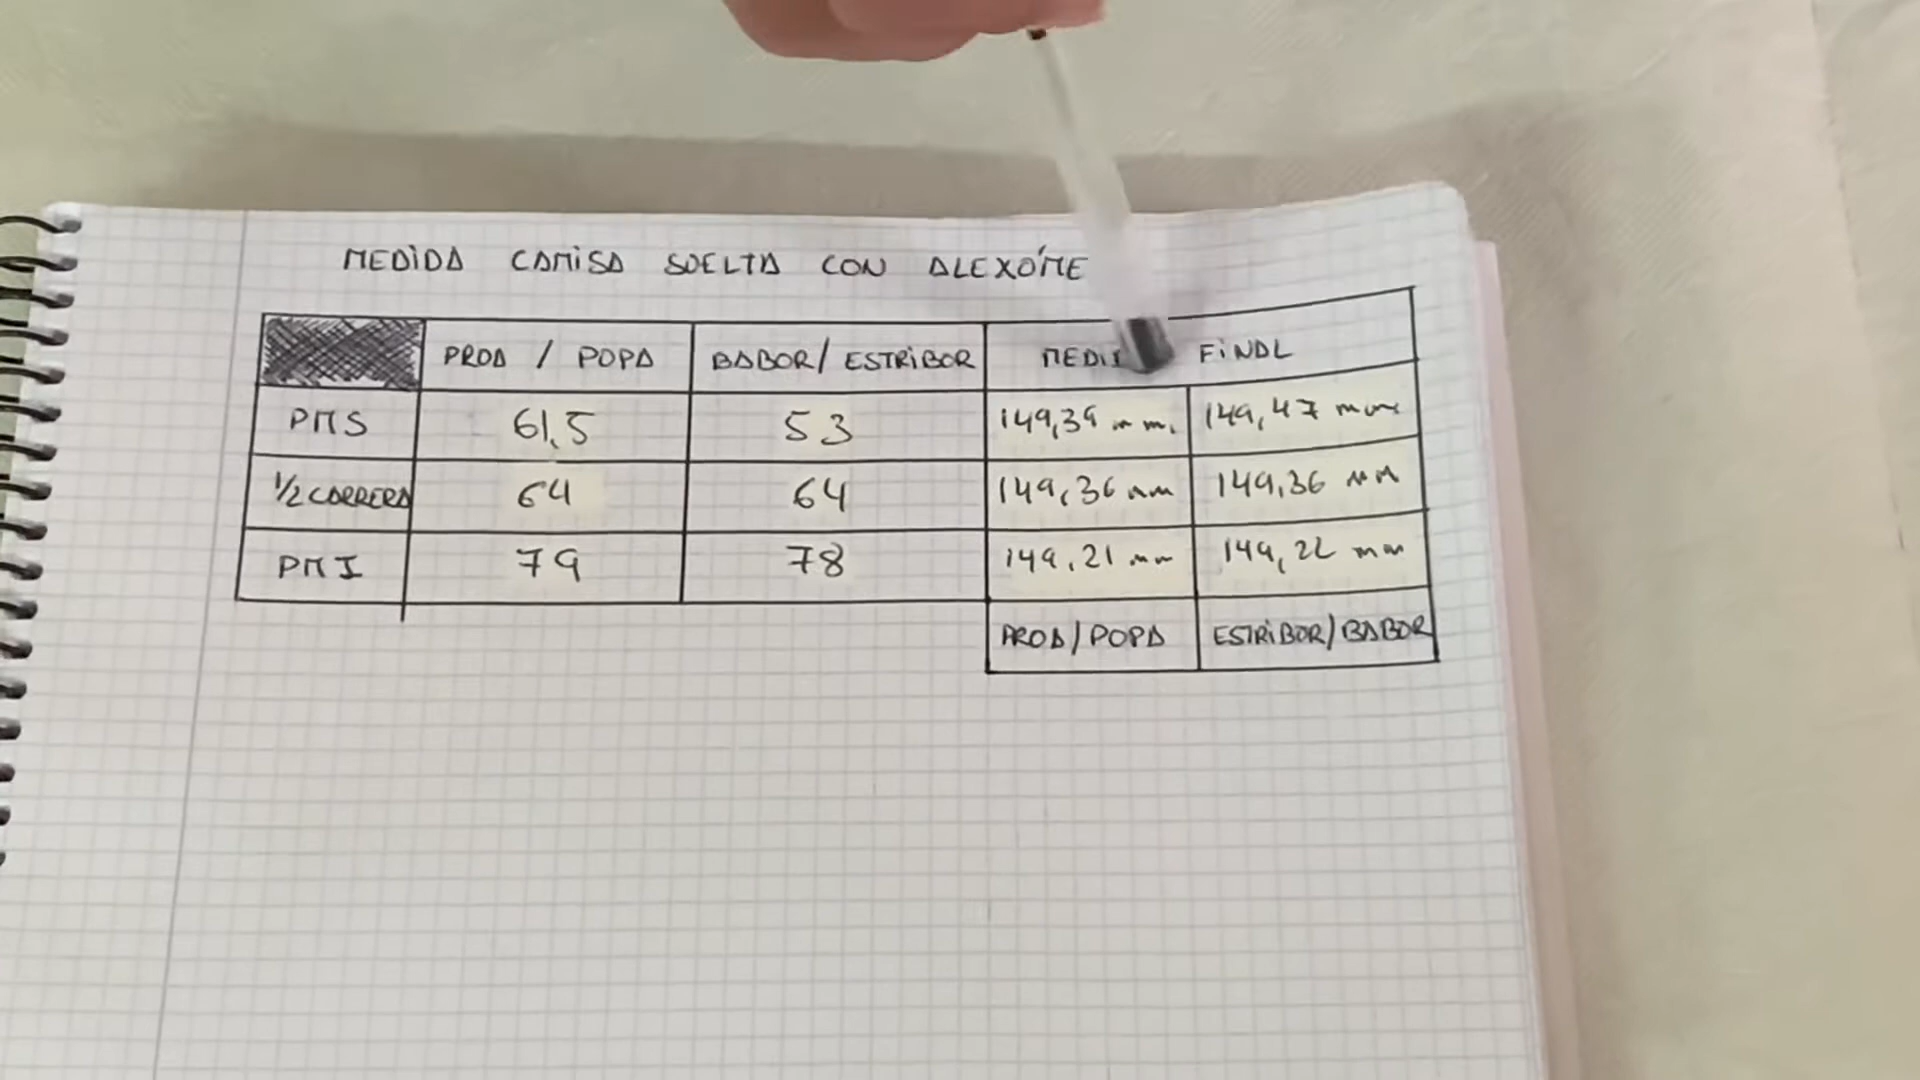 MEDIDA CAMISA SUELTA CON ALEXÓME
PROA / POPA BABOR/ ESTRIBOR FINAL
PMS 61,5 53 149,39 mm. 149,47 mm
1/2 CARRERA 64 64 149,36 mm 149,36 mm
PMI 79 78 149,21 mm 149,22 mm
PROA/POPA ESTRIBOR/BABOR